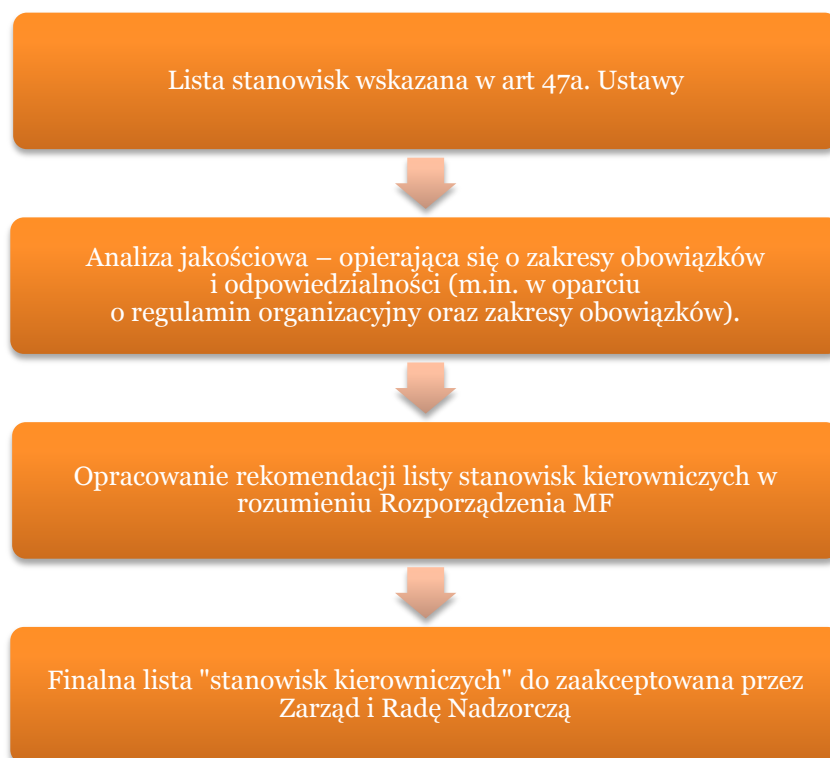 Lista stanowisk wskazana w art 47a. Ustawy
Analiza jakościowa – opierająca się o zakresy obowiązków
i odpowiedzialności (m.in. w oparciu
o regulamin organizacyjny oraz zakresy obowiązków).
Opracowanie rekomendacji listy stanowisk kierowniczych w
rozumieniu Rozporządzenia MF
Finalna lista "stanowisk kierowniczych" do zaakceptowana przez
Zarząd i Radę Nadzorczą